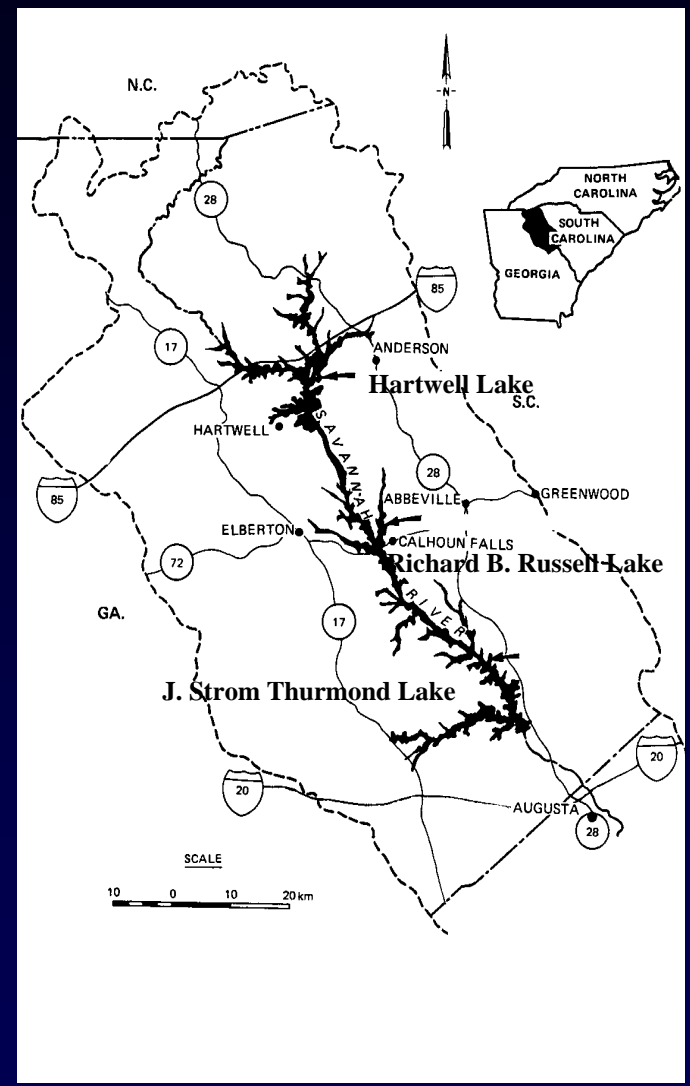 N.C.
-N-
28
NORTH
CAROLINA
SOUTH
CAROLINA
GEORGIA
85
17
ANDERSON
Hartwell Lake
S.C.
HARTWELL
SAVANNAH
28
ABBEVILLE
GREENWOOD
85
ELBERTON
CALHOUN FALLS
72
Richard B. Russell Lake
RIVER
GA.
17
J. Strom Thurmond Lake
20
20
AUGUSTA
28
SCALE
10 0 10 20 km